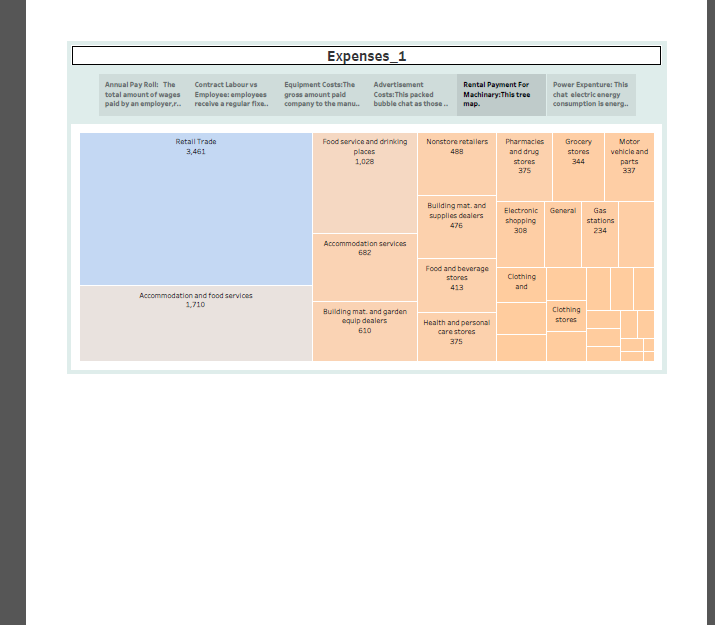 Expenses_1
Annual Pay Roll: The
total amount of wages
paid by an employer,r..
Contract Labour vs
Employee: employees
receive a regular fixe..
Equipment Costs:The
gross amount paid
company to the manu..
Advertisement
Costs:This packed
bubble chat as those ..
Rental Payment For
Machinary:This tree
map.
Power Expenture: This
chat electric energy
consumption is energ..
Retail Trade
3,461
Accommodation and food services
1,710
Food service and drinking
places
1,028
Accommodation services
682
Building mat. and garden
equip dealers
610
Nonstore retailers
488
Building mat. and
supplies dealers
476
Food and beverage
stores
413
Health and personal
care stores
375
Pharmacies
and drug
stores
375
Grocery
stores
344
Motor
vehicle and
parts
337
Electronic
shopping
308
General
Gas
stations
234
Clothing
and
Clothing
stores